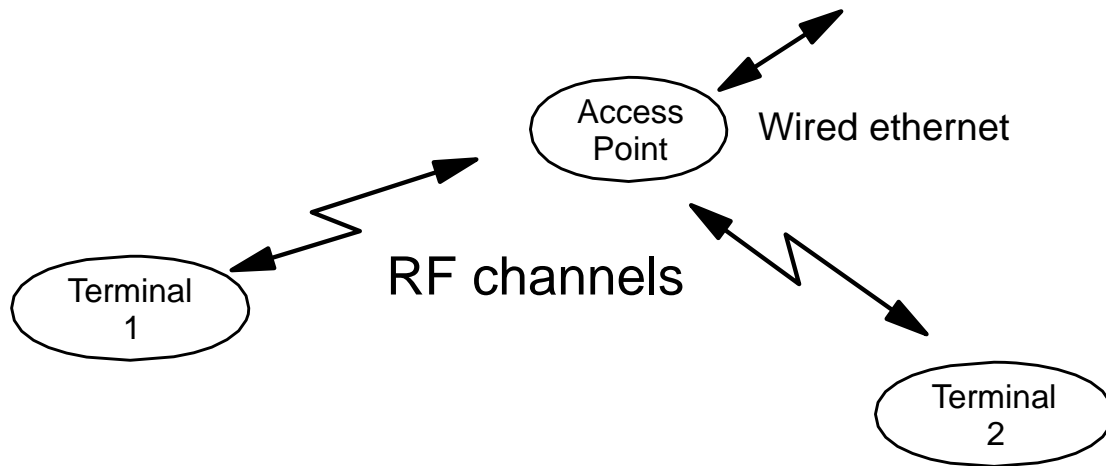 Access
Point
Wired ethernet
RF channels
Terminal
1
Terminal
2